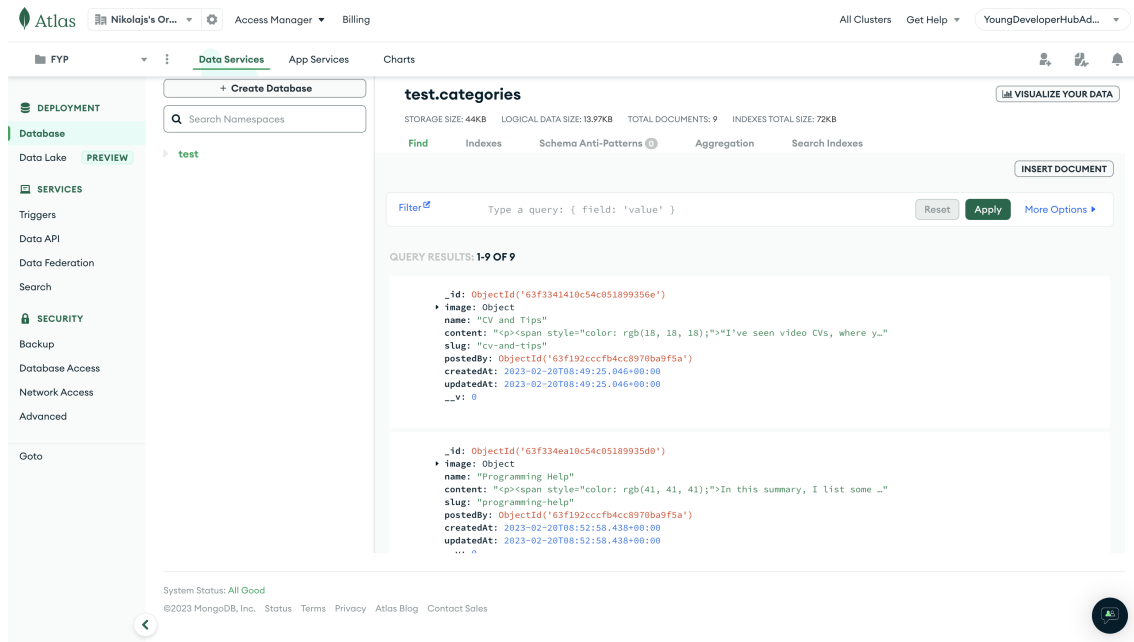 Atlas
Nikolajs's Or...
Access Manager
Billing
All Clusters
Get Help
YoungDeveloperHubAd...
FYP
Data Services
App Services
Charts
DEPLOYMENT
Database
Data Lake PREVIEW
SERVICES
Triggers
Data API
Data Federation
Search
SECURITY
Backup
Database Access
Network Access
Advanced
Goto
+ Create Database
Search Namespaces
test
test.categories
VISUALIZE YOUR DATA
STORAGE SIZE: 44KB LOGICAL DATA SIZE: 13.97KB TOTAL DOCUMENTS: 9 INDEXES TOTAL SIZE: 72KB
Find Indexes Schema Anti-Patterns 0 Aggregation Search Indexes
INSERT DOCUMENT
Filter Type a query: { field: 'value' } Reset Apply More Options
QUERY RESULTS: 1-9 OF 9
_id: ObjectId('63f3341410c54c051899356e')
image: Object
name: "CV and Tips"
content: "<p><span style="color: rgb(18, 18, 18);">“I've seen video CVs, where y…"
slug: "cv-and-tips"
postedBy: ObjectId('63f192cccfb4cc8970ba9f5a')
createdAt: 2023-02-20T08:49:25.046+00:00
updatedAt: 2023-02-20T08:49:25.046+00:00
__v: 0
_id: ObjectId('63f334ea10c54c05189935d0')
image: Object
name: "Programming Help"
content: "<p><span style="color: rgb(41, 41, 41);">In this summary, I list some …"
slug: "programming-help"
postedBy: ObjectId('63f192cccfb4cc8970ba9f5a')
createdAt: 2023-02-20T08:52:58.438+00:00
updatedAt: 2023-02-20T08:52:58.438+00:00
System Status: All Good
©2023 MongoDB, Inc. Status Terms Privacy Atlas Blog Contact Sales